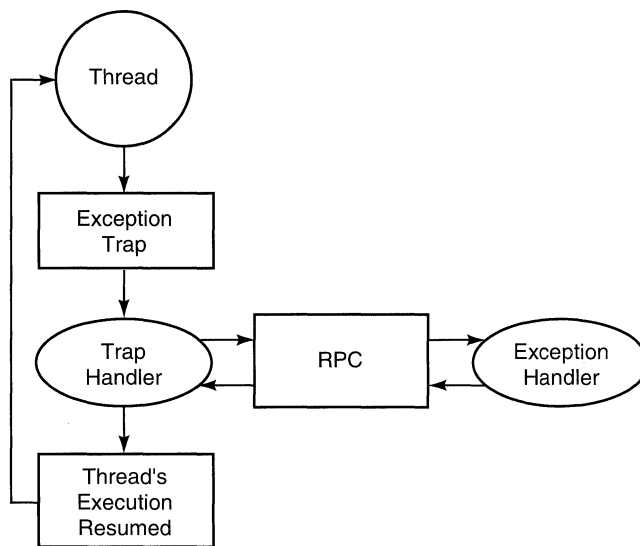 Thread
Exception
Trap
Trap
Handler
RPC
Exception
Handler
Thread's
Execution
Resumed